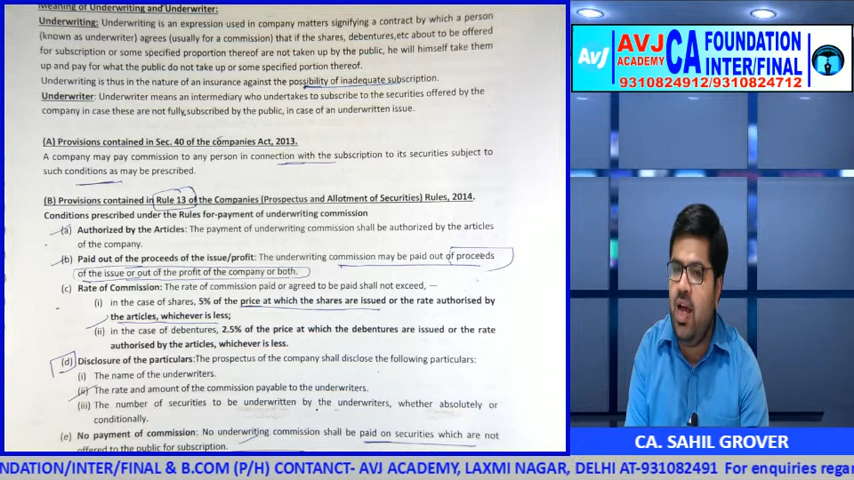 Meaning of Underwriting and Underwriter:
Underwriting: Underwriting is an expression used in company matters signifying a contract by which a person
(known as underwriter) agrees (usually for a commission) that if the shares, debentures,etc about to be offered
for subscription or some specified proportion thereof are not taken up by the public, he will himself take them
up and pay for what the public do not take up or some specified portion thereof.
Underwriting is thus in the nature of an insurance against the possibility of inadequate subscription.
Underwriter: Underwriter means an intermediary who undertakes to subscribe to the securities offered by the
company in case these are not fully subscribed by the public, in case of an underwritten issue.
(A) Provisions contained in Sec. 40 of the companies Act, 2013.
A company may pay commission to any person in connection with the subscription to its securities subject to
such conditions as may be prescribed.
(B) Provisions contained in Rule 13 of the Companies (Prospectus and Allotment of Securities) Rules, 2014.
Conditions prescribed under the Rules for-payment of underwriting commission
(a) Authorized by the Articles: The payment of underwriting commission shall be authorized by the articles
of the company.
(b) Paid out of the proceeds of the issue/profit: The underwriting commission may be paid out of proceeds
of the issue or out of the profit of the company or both.
(c) Rate of Commission: The rate of commission paid or agreed to be paid shall not exceed, —
(i) in the case of shares, 5% of the price at which the shares are issued or the rate authorised by
the articles, whichever is less;
(ii) in the case of debentures, 2.5% of the price at which the debentures are issued or the rate
authorised by the articles, whichever is less.
(d) Disclosure of the particulars: The prospectus of the company shall disclose the following particulars:
(i) The name of the underwriters.
(ii) The rate and amount of the commission payable to the underwriters.
(iii) The number of securities to be underwritten by the underwriters, whether absolutely or
conditionally.
(e) No payment of commission: No underwriting commission shall be paid on securities which are not
offered to the public for subscription.
AVJ
AVJ ACADEMY
CA FOUNDATION
INTER/FINAL
9310824912/9310824712
CA. SAHIL GROVER
NDATION/INTER/FINAL & B.COM (P/H) CONTANCT- AVJ ACADEMY, LAXMI NAGAR, DELHI AT-931082491 For enquiries regar